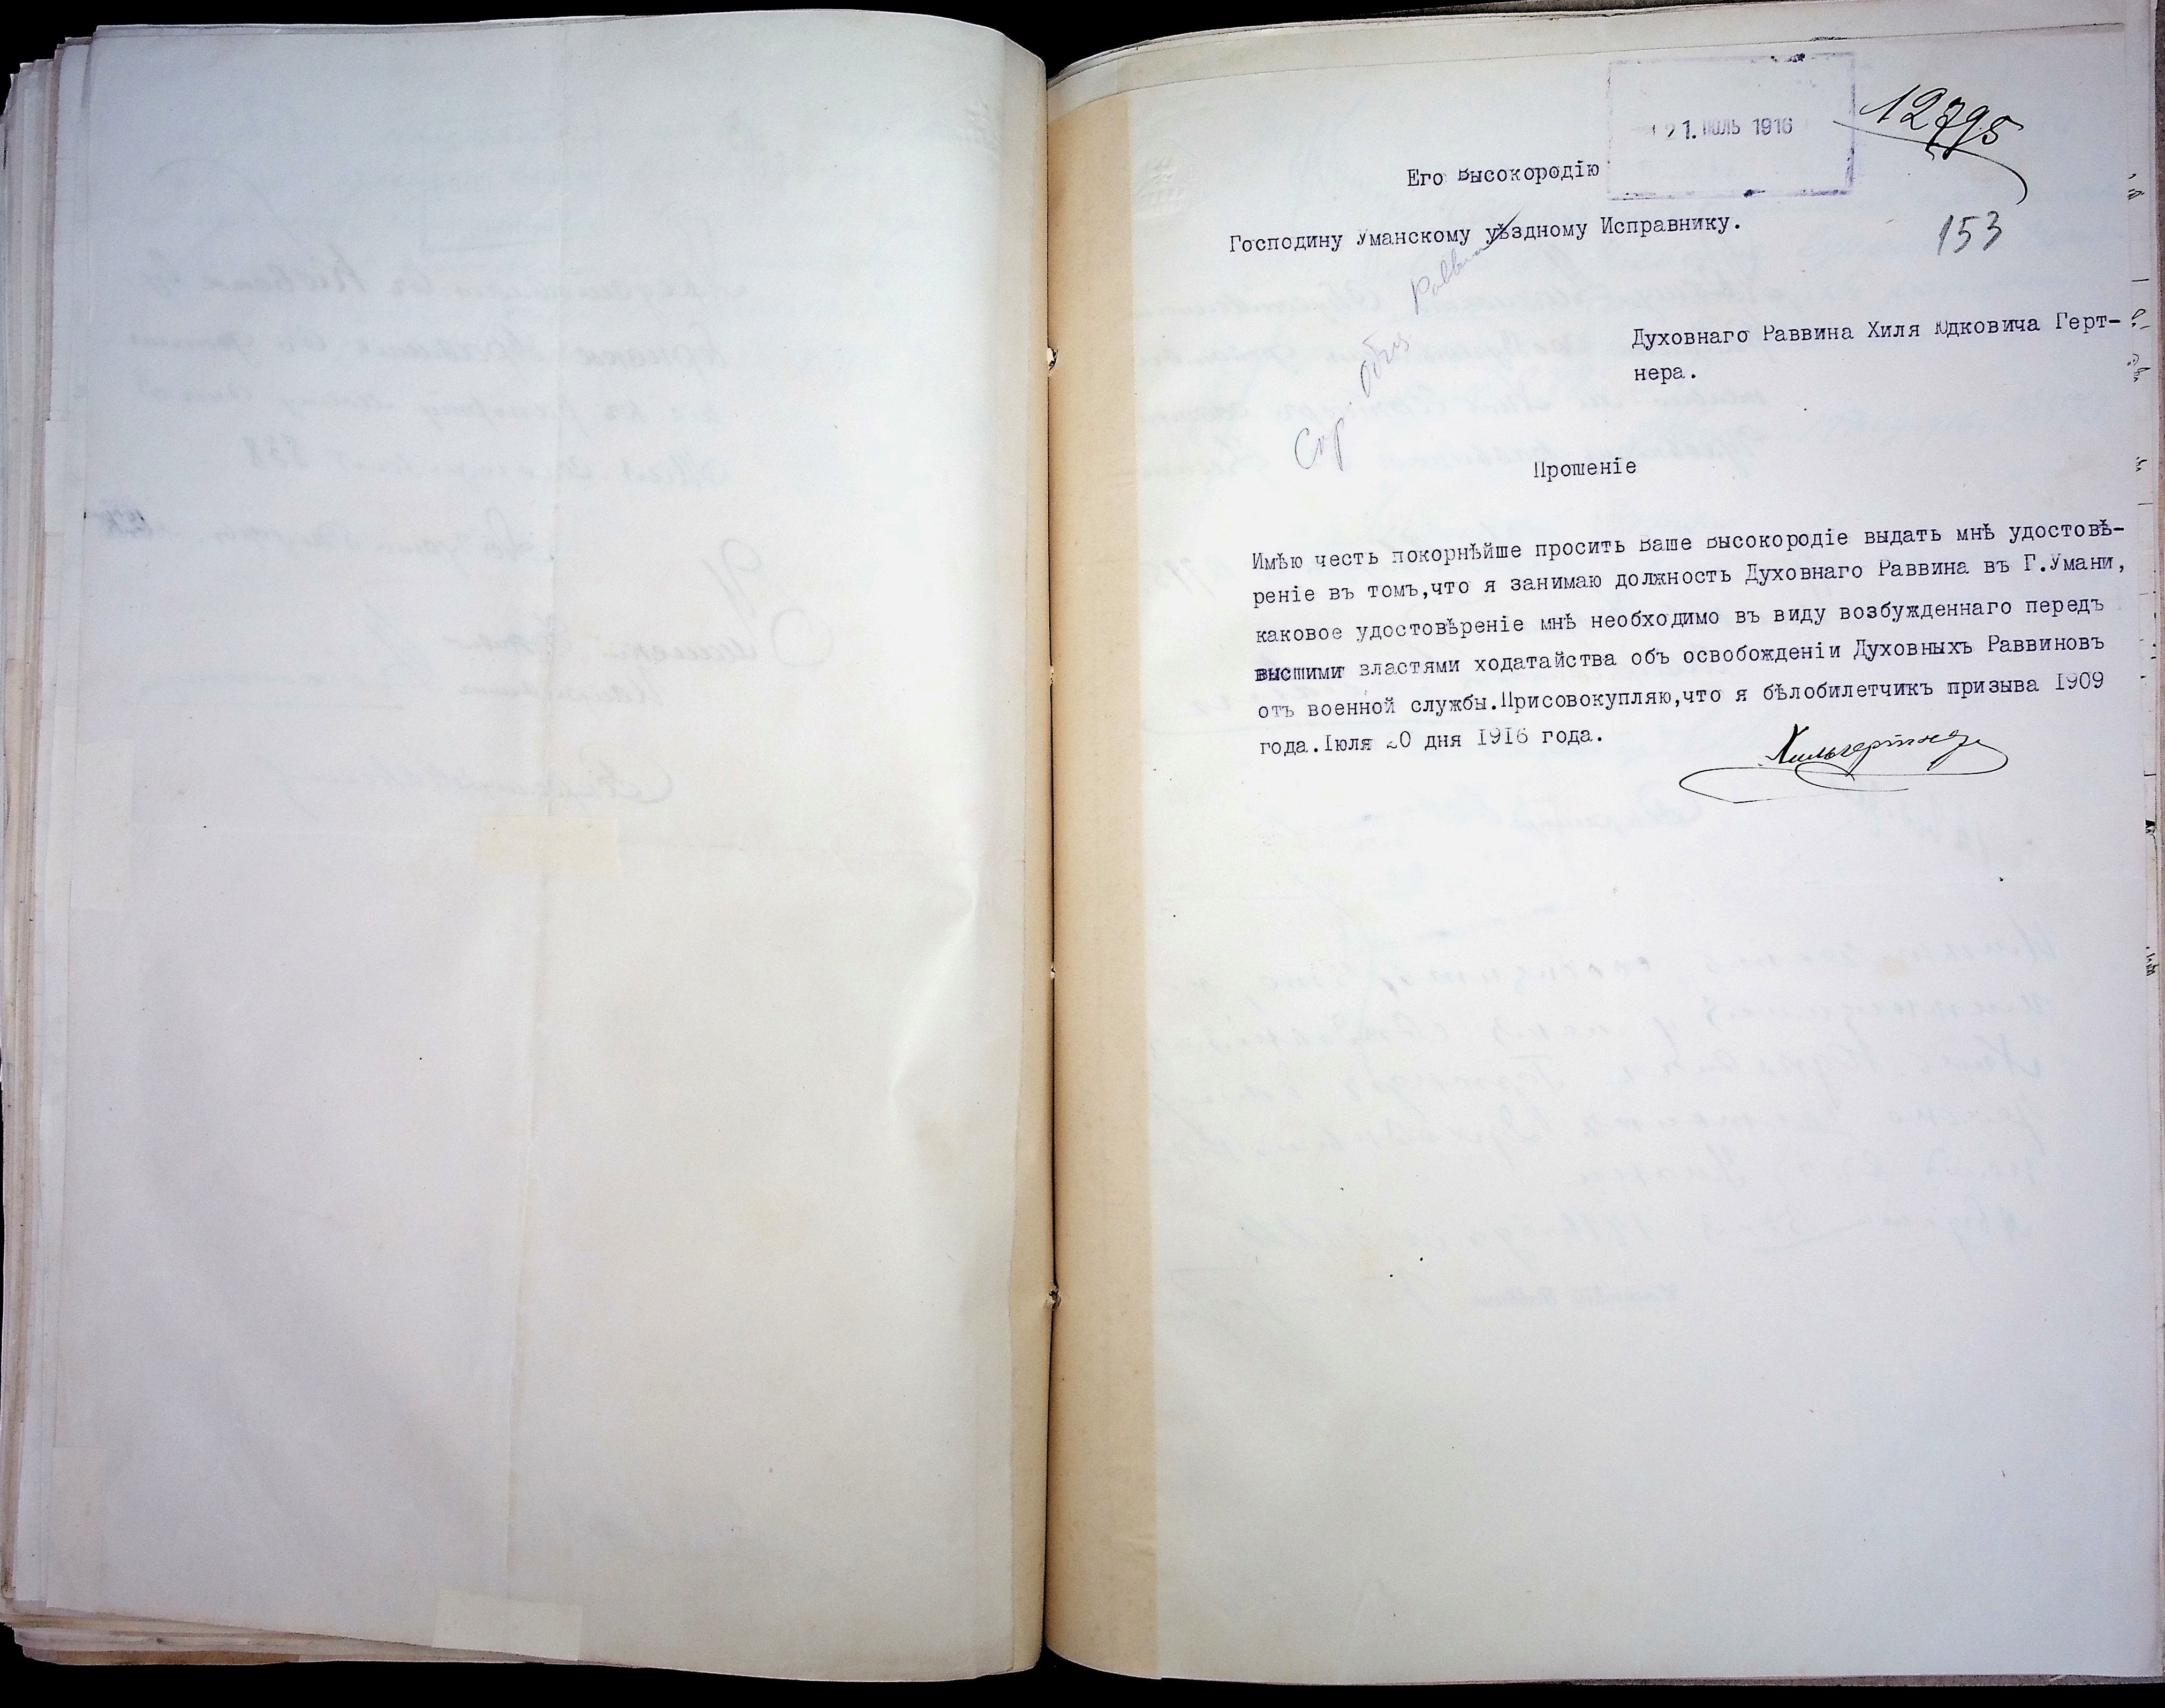 21. ІЮЛЬ 1916
12795
Его Высокородію
153
Господину Уманскому уѣздному Исправнику.
Духовнаго Раввина Хиля Юдковича Герт-
нера.
Прошеніе
Имѣю честь покорнѣйше просить Ваше Высокородіе выдать мнѣ удостовѣ-
реніе въ томъ,что я занимаю должность Духовнаго Раввина въ Г.Умани,
каковое удостовѣреніе мнѣ необходимо въ виду возбужденнаго передъ
высшими властями ходатайства объ освобожденіи Духовныхъ Раввиновъ
отъ военной службы.Присовокупляю,что я бѣлобилетчикъ призыва 1909
года.Іюля 20 дня 1916 года.
Хильгертнер